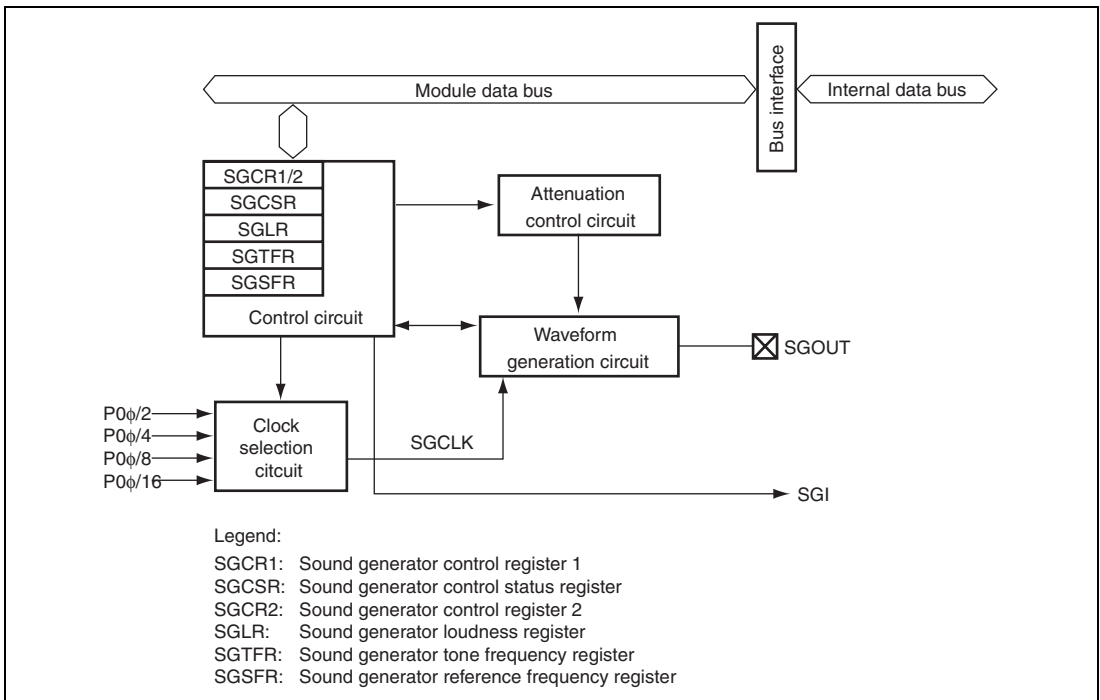 Module data bus
Bus interface
Internal data bus
SGCR1/2
SGCSR
SGLR
SGTFR
SGSFR
Control circuit
Attenuation
control circuit
Waveform
generation circuit
SGOUT
P0ϕ/2
P0ϕ/4
P0ϕ/8
P0ϕ/16
Clock
selection
citcuit
SGCLK
SGI
Legend:
SGCR1: Sound generator control register 1
SGCSR: Sound generator control status register
SGCR2: Sound generator control register 2
SGLR: Sound generator loudness register
SGTFR: Sound generator tone frequency register
SGSFR: Sound generator reference frequency register